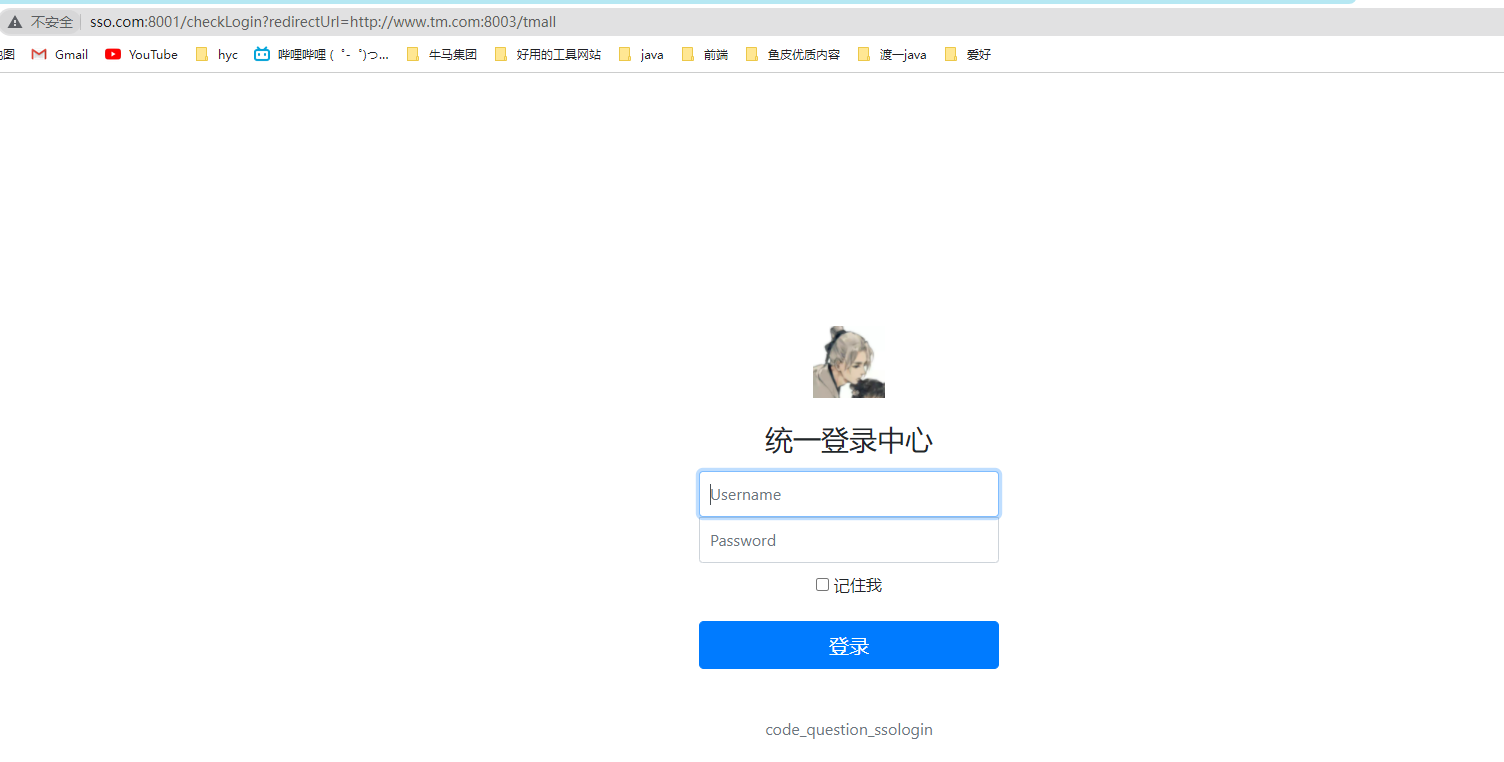 不安全 sso.com:8001/checkLogin?redirectUrl=http://www.tm.com:8003/tmall
图 Gmail YouTube hyc 哔哩哔哩 (゜-゜)つ... 牛马集团 好用的工具网站 java 前端 鱼皮优质内容 渡一java 爱好
统一登录中心
Username
Password
记住我
登录
code_question_ssologin